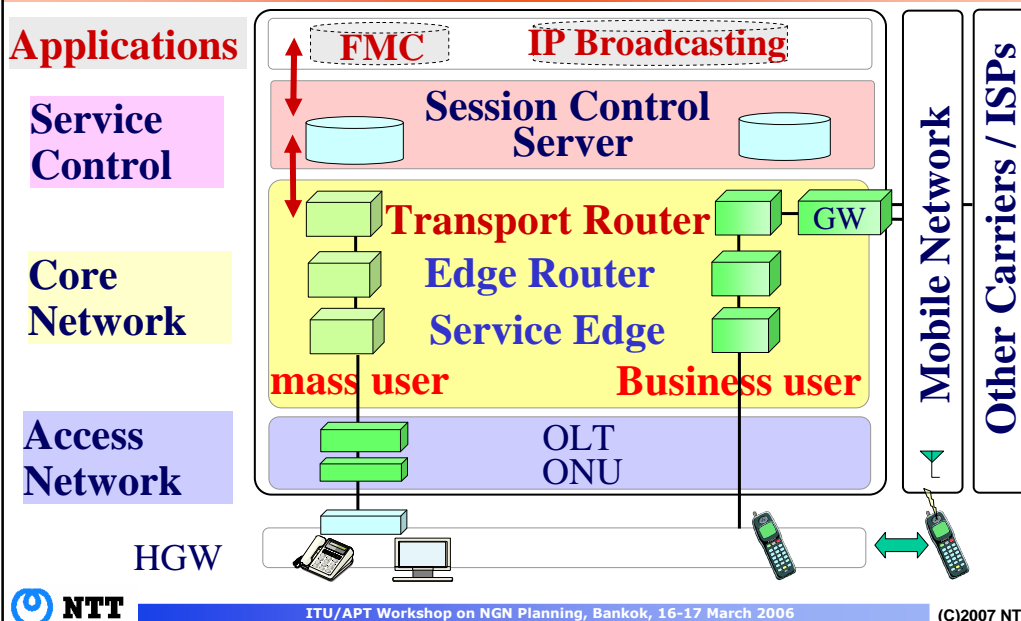 Applications
FMC
IP Broadcasting
Service
Control
Session Control
Server
Core
Network
Transport Router
GW
Edge Router
Service Edge
mass user
Business user
Access
Network
OLT
ONU
HGW
Mobile Network
Other Carriers / ISPs
NTT
ITU/APT Workshop on NGN Planning, Bankok, 16-17 March 2006
(C)2007 NT